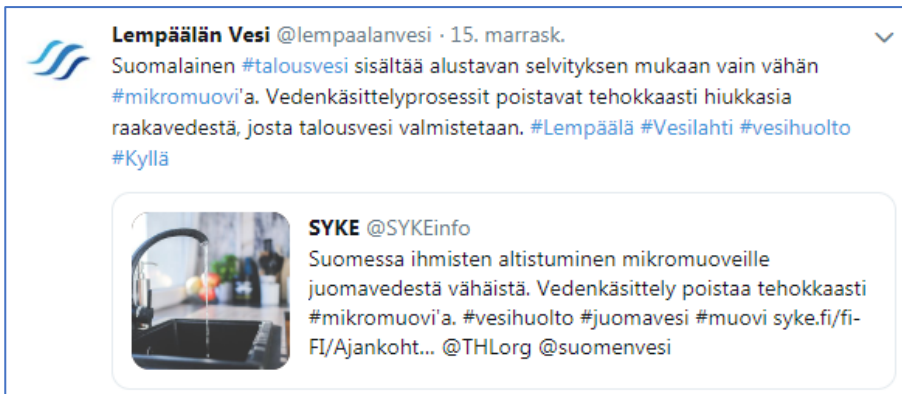 Lempäälän Vesi @lempaalanvesi · 15. marrask.
Suomalainen #talousvesi sisältää alustavan selvityksen mukaan vain vähän
#mikromuovi'a. Vedenkäsittelyprosessit poistavat tehokkaasti hiukkasia
raakavedestä, josta talousvesi valmistetaan. #Lempäälä #Vesilahti #vesihuolto
#Kyllä
SYKE @SYKEinfo
Suomessa ihmisten altistuminen mikromuoveille
juomavedestä vähäistä. Vedenkäsittely poistaa tehokkaasti
#mikromuovi'a. #vesihuolto #juomavesi #muovi syke.fi/fi-
FI/Ajankoht... @THLorg @suomenvesi